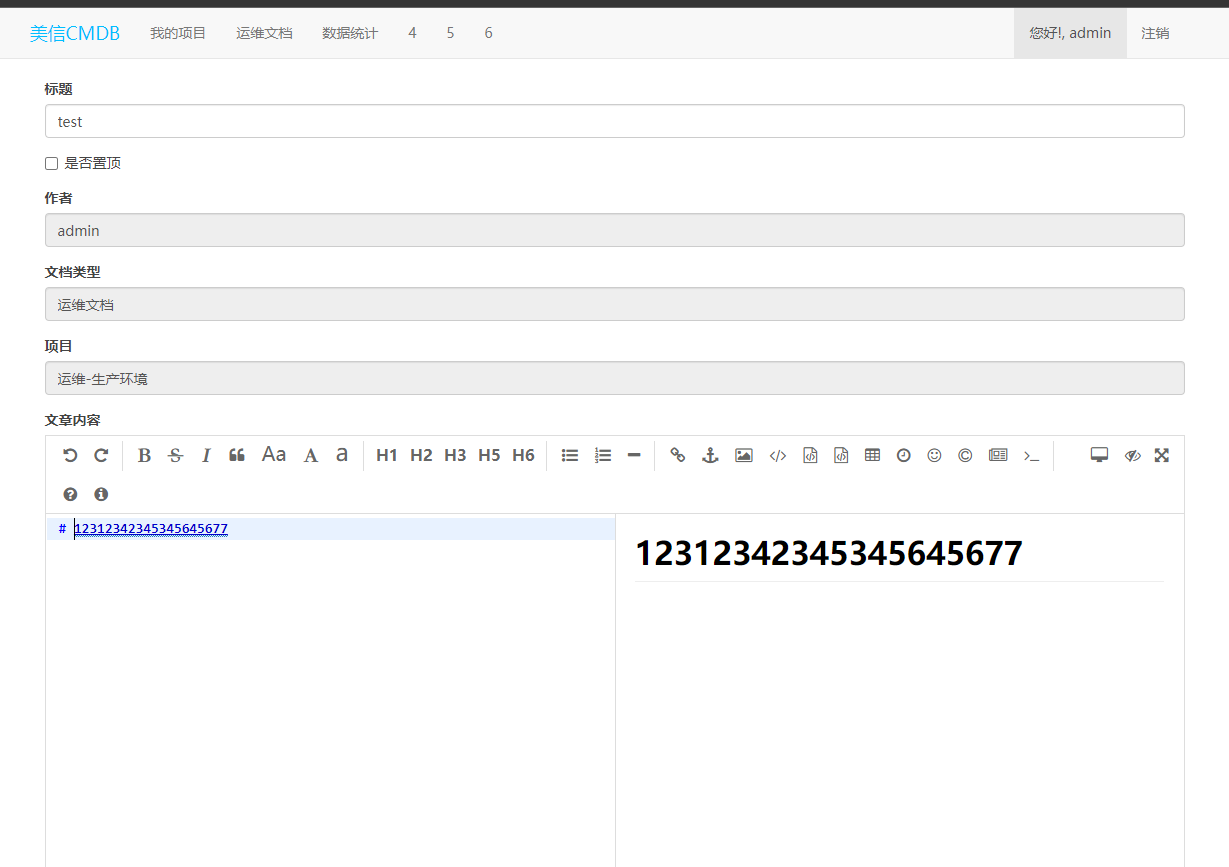 美信CMDB 我的项目 运维文档 数据统计 4 5 6 您好!, admin 注销
标题
test
是否置顶
作者
admin
文档类型
运维文档
项目
运维-生产环境
文章内容
B S I Aa A a H1 H2 H3 H5 H6
# 12312342345345645677
12312342345345645677